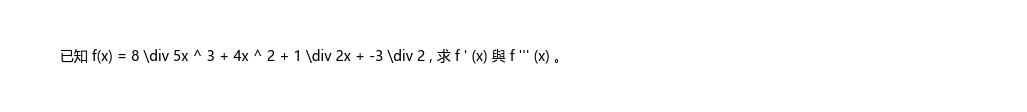 已知 f(x) = 8 \div 5x ^ 3 + 4x ^ 2 + 1 \div 2x + -3 \div 2 , 求 f ' (x) 與 f ''' (x) 。